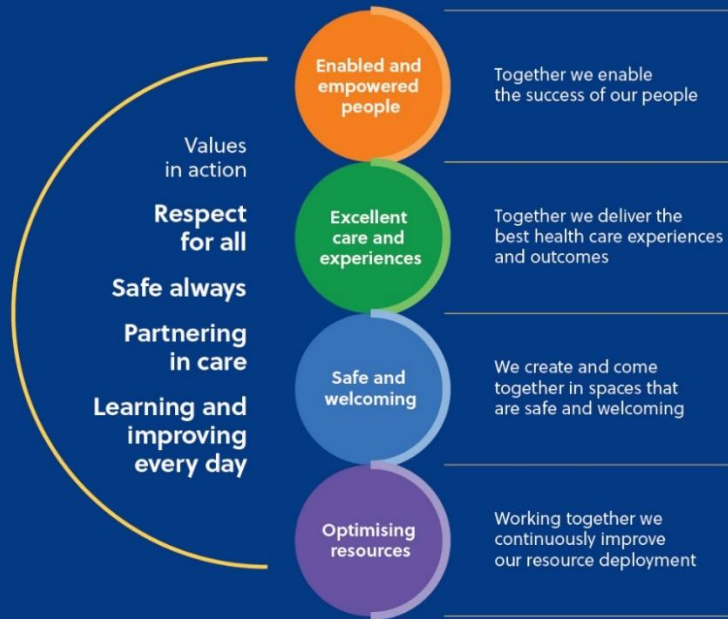 Values
in action
Respect
for all
Safe always
Partnering
in care
Learning and
improving
every day
Enabled and
empowered
people
Together we enable
the success of our people
Excellent
care and
experiences
Together we deliver the
best health care experiences
and outcomes
Safe and
welcoming
We create and come
together in spaces that
are safe and welcoming
Optimising
resources
Working together we
continuously improve
our resource deployment